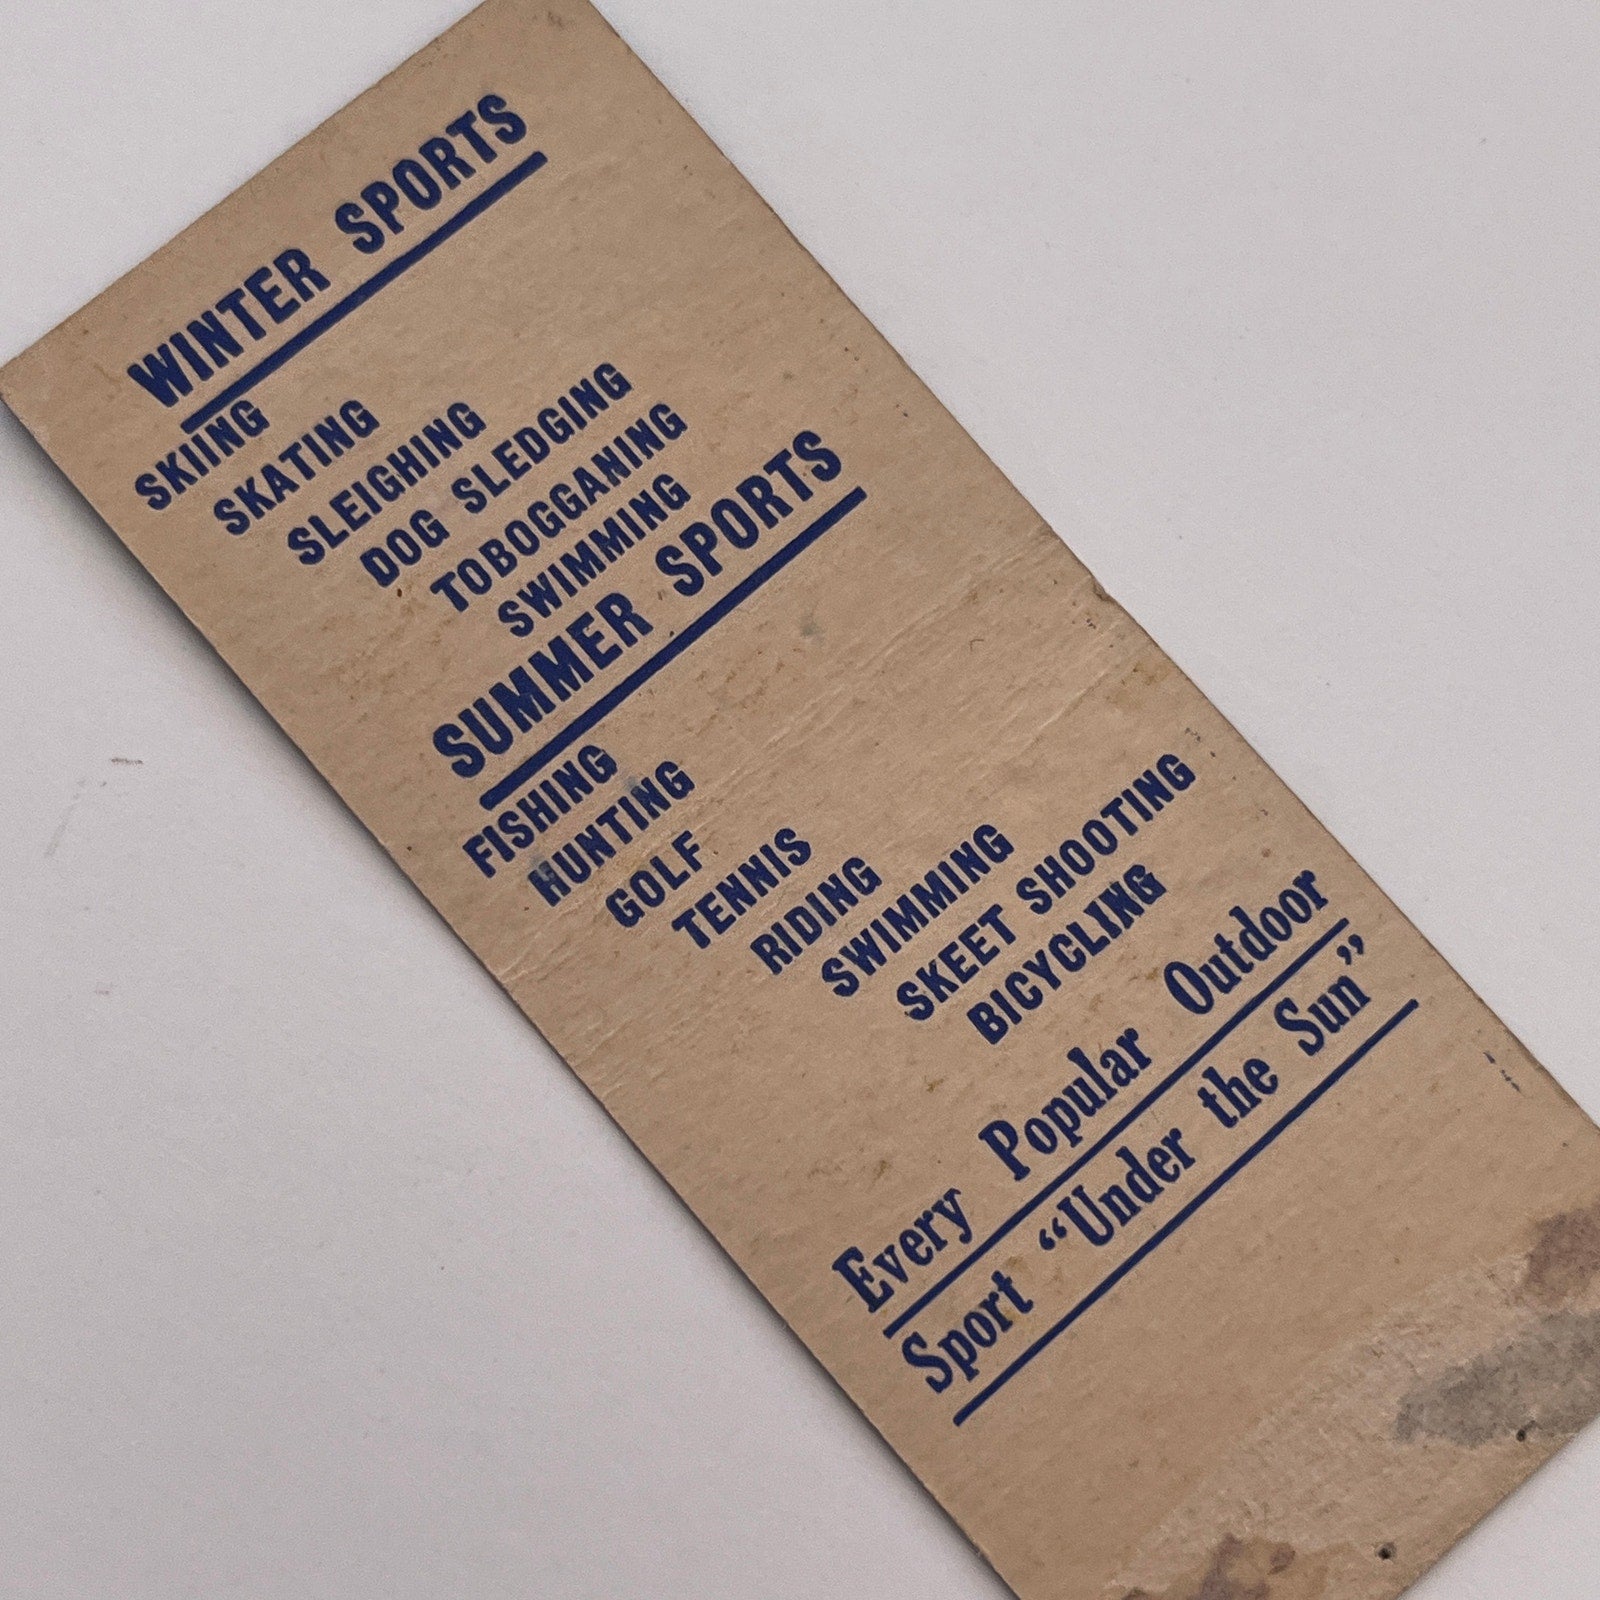 WINTER SPORTS
SKIING
SKATING
SLEIGHING
DOG SLEDGING
TOBOGGANING
SWIMMING
SUMMER SPORTS
FISHING
HUNTING
GOLF
TENNIS
RIDING
SWIMMING
SKEET SHOOTING
BICYCLING
Every Popular Outdoor
Sport “Under the Sun”